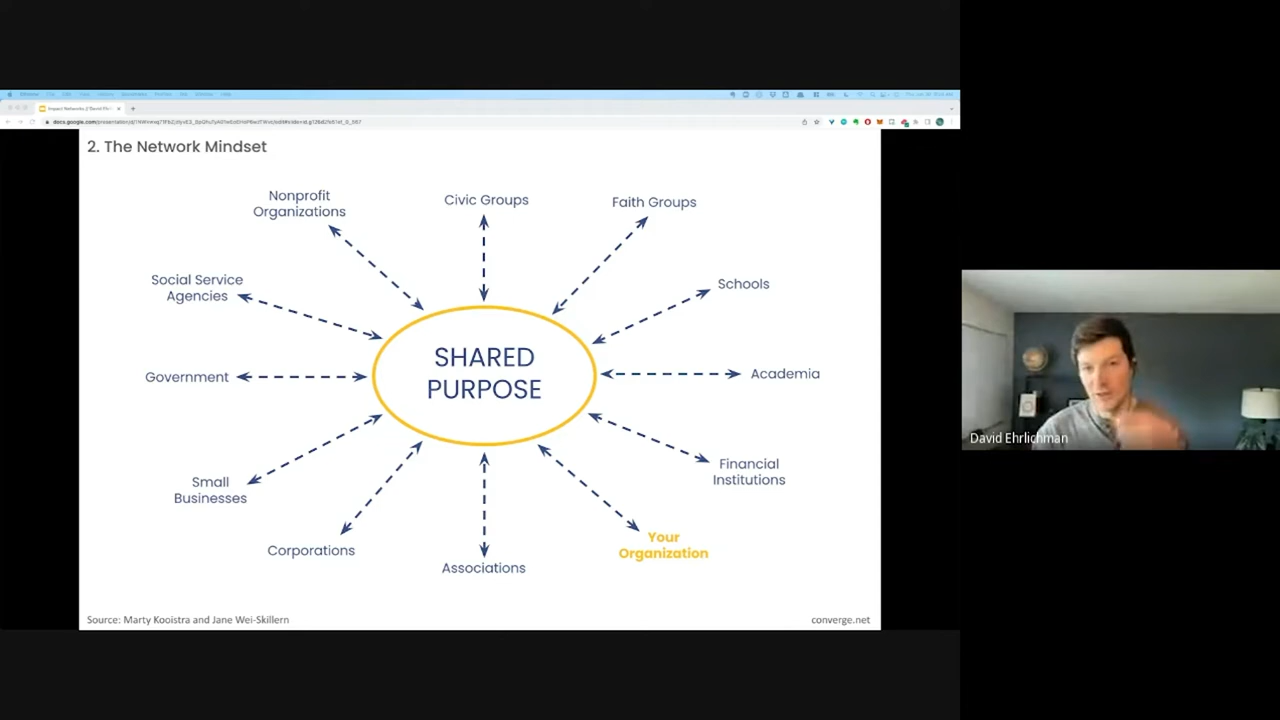 2. The Network Mindset
Nonprofit
Organizations
Civic Groups
Faith Groups
Social Service
Agencies
Schools
SHARED
PURPOSE
Government
Academia
Small
Businesses
Financial
Institutions
Corporations
Associations
Your
Organization
David Ehrlichman
Source: Marty Kooistra and Jane Wei-Skillern
converge.net